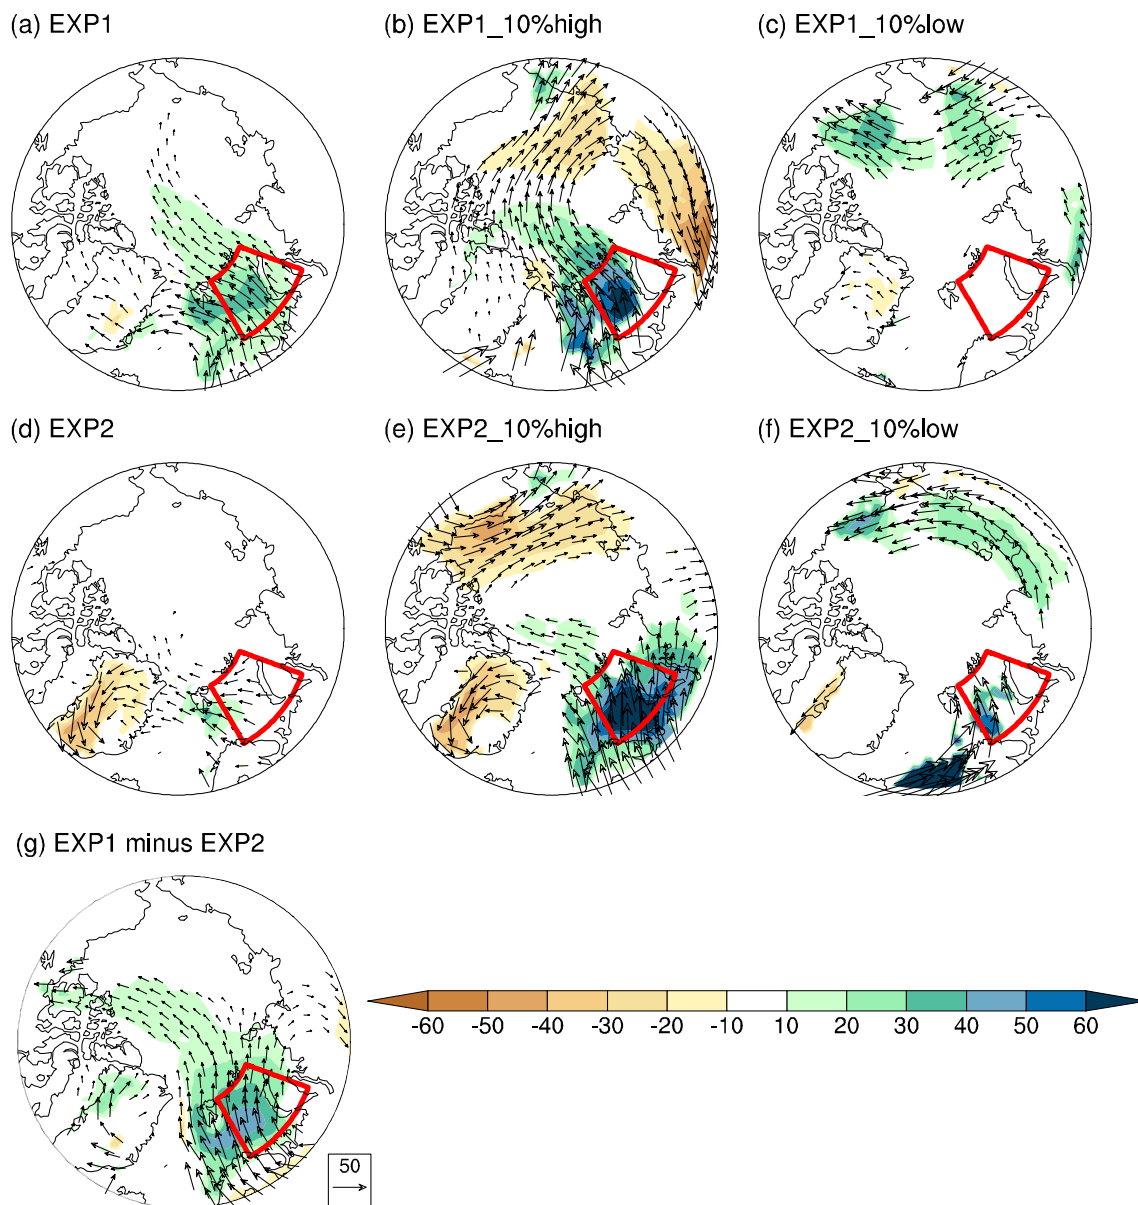 (a) EXP1
(b) EXP1_10%high
(c) EXP1_10%low
(d) EXP2
(e) EXP2_10%high
(f) EXP2_10%low
(g) EXP1 minus EXP2
-60 -50 -40 -30 -20 -10 10 20 30 40 50 60
50